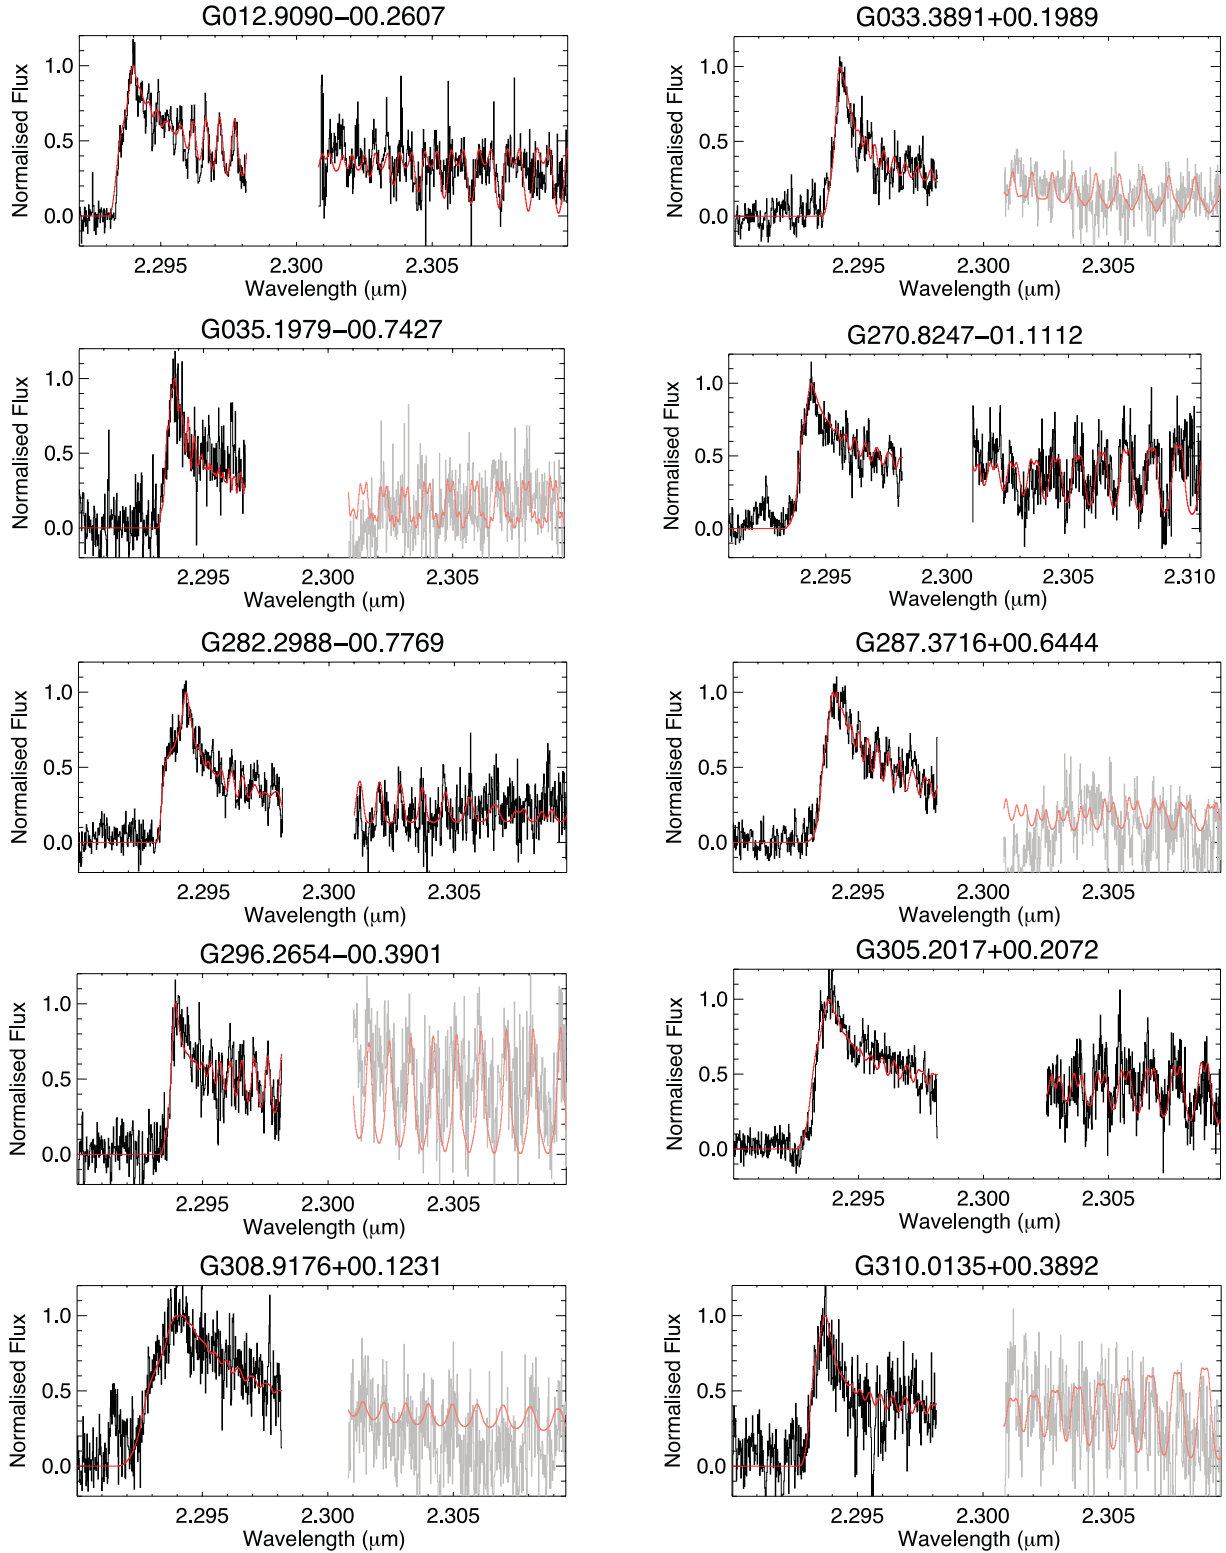 G012.9090−00.2607
Normalised Flux
1.0
0.5
0.0
2.295 2.300 2.305
Wavelength (μm)
G033.3891+00.1989
Normalised Flux
1.0
0.5
0.0
2.295 2.300 2.305
Wavelength (μm)
G035.1979−00.7427
Normalised Flux
1.0
0.5
0.0
2.295 2.300 2.305
Wavelength (μm)
G270.8247−01.1112
Normalised Flux
1.0
0.5
0.0
2.295 2.300 2.305 2.310
Wavelength (μm)
G282.2988−00.7769
Normalised Flux
1.0
0.5
0.0
2.295 2.300 2.305
Wavelength (μm)
G287.3716+00.6444
Normalised Flux
1.0
0.5
0.0
2.295 2.300 2.305
Wavelength (μm)
G296.2654−00.3901
Normalised Flux
1.0
0.5
0.0
2.295 2.300 2.305
Wavelength (μm)
G305.2017+00.2072
Normalised Flux
1.0
0.5
0.0
2.295 2.300 2.305
Wavelength (μm)
G308.9176+00.1231
Normalised Flux
1.0
0.5
0.0
2.295 2.300 2.305
Wavelength (μm)
G310.0135+00.3892
Normalised Flux
1.0
0.5
0.0
2.295 2.300 2.305
Wavelength (μm)